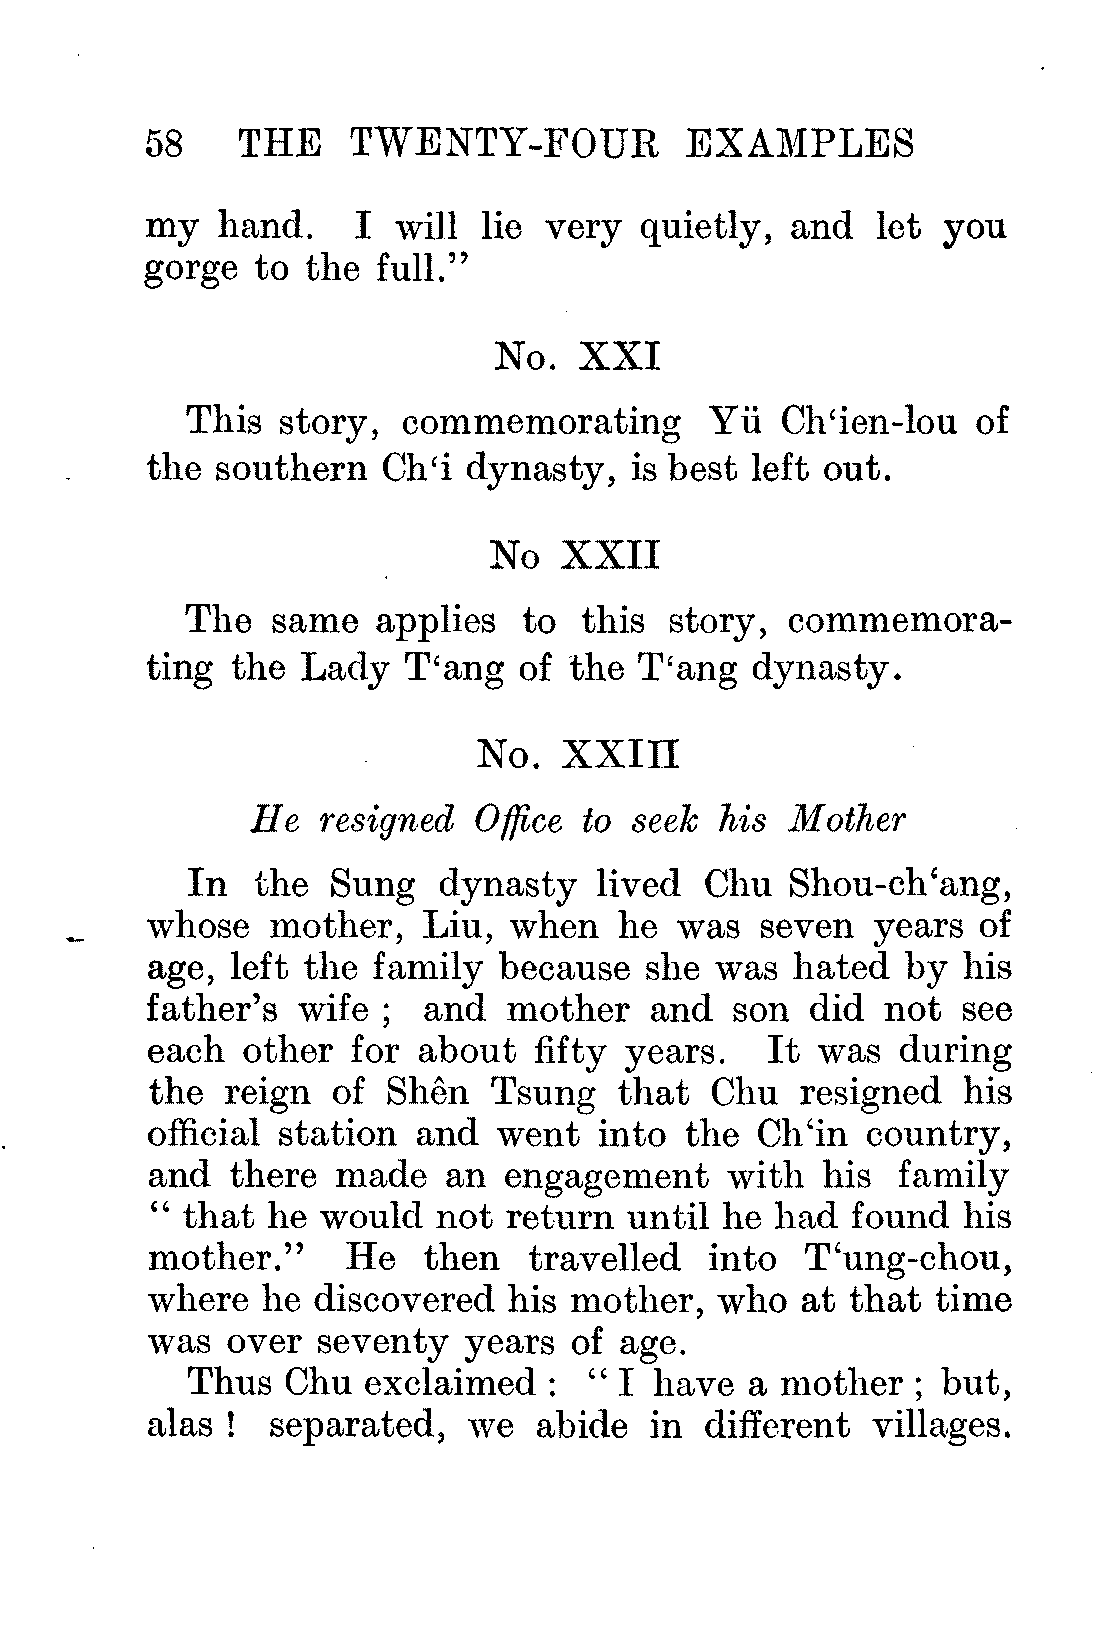 58 THE TWENTY-FOUR EXAMPLES
my hand. I will lie very quietly, and let you
gorge to the full.”
No. XXI
This story, commemorating Yü Ch‘ien-lou of
the southern Ch‘i dynasty, is best left out.
No XXII
The same applies to this story, commemora-
ting the Lady T‘ang of the T‘ang dynasty.
No. XXIII
He resigned Office to seek his Mother
In the Sung dynasty lived Chu Shou-ch‘ang,
whose mother, Liu, when he was seven years of
age, left the family because she was hated by his
father’s wife ; and mother and son did not see
each other for about fifty years. It was during
the reign of Shên Tsung that Chu resigned his
official station and went into the Ch‘in country,
and there made an engagement with his family
“ that he would not return until he had found his
mother.” He then travelled into T‘ung-chou,
where he discovered his mother, who at that time
was over seventy years of age.
Thus Chu exclaimed : “ I have a mother ; but,
alas ! separated, we abide in different villages.